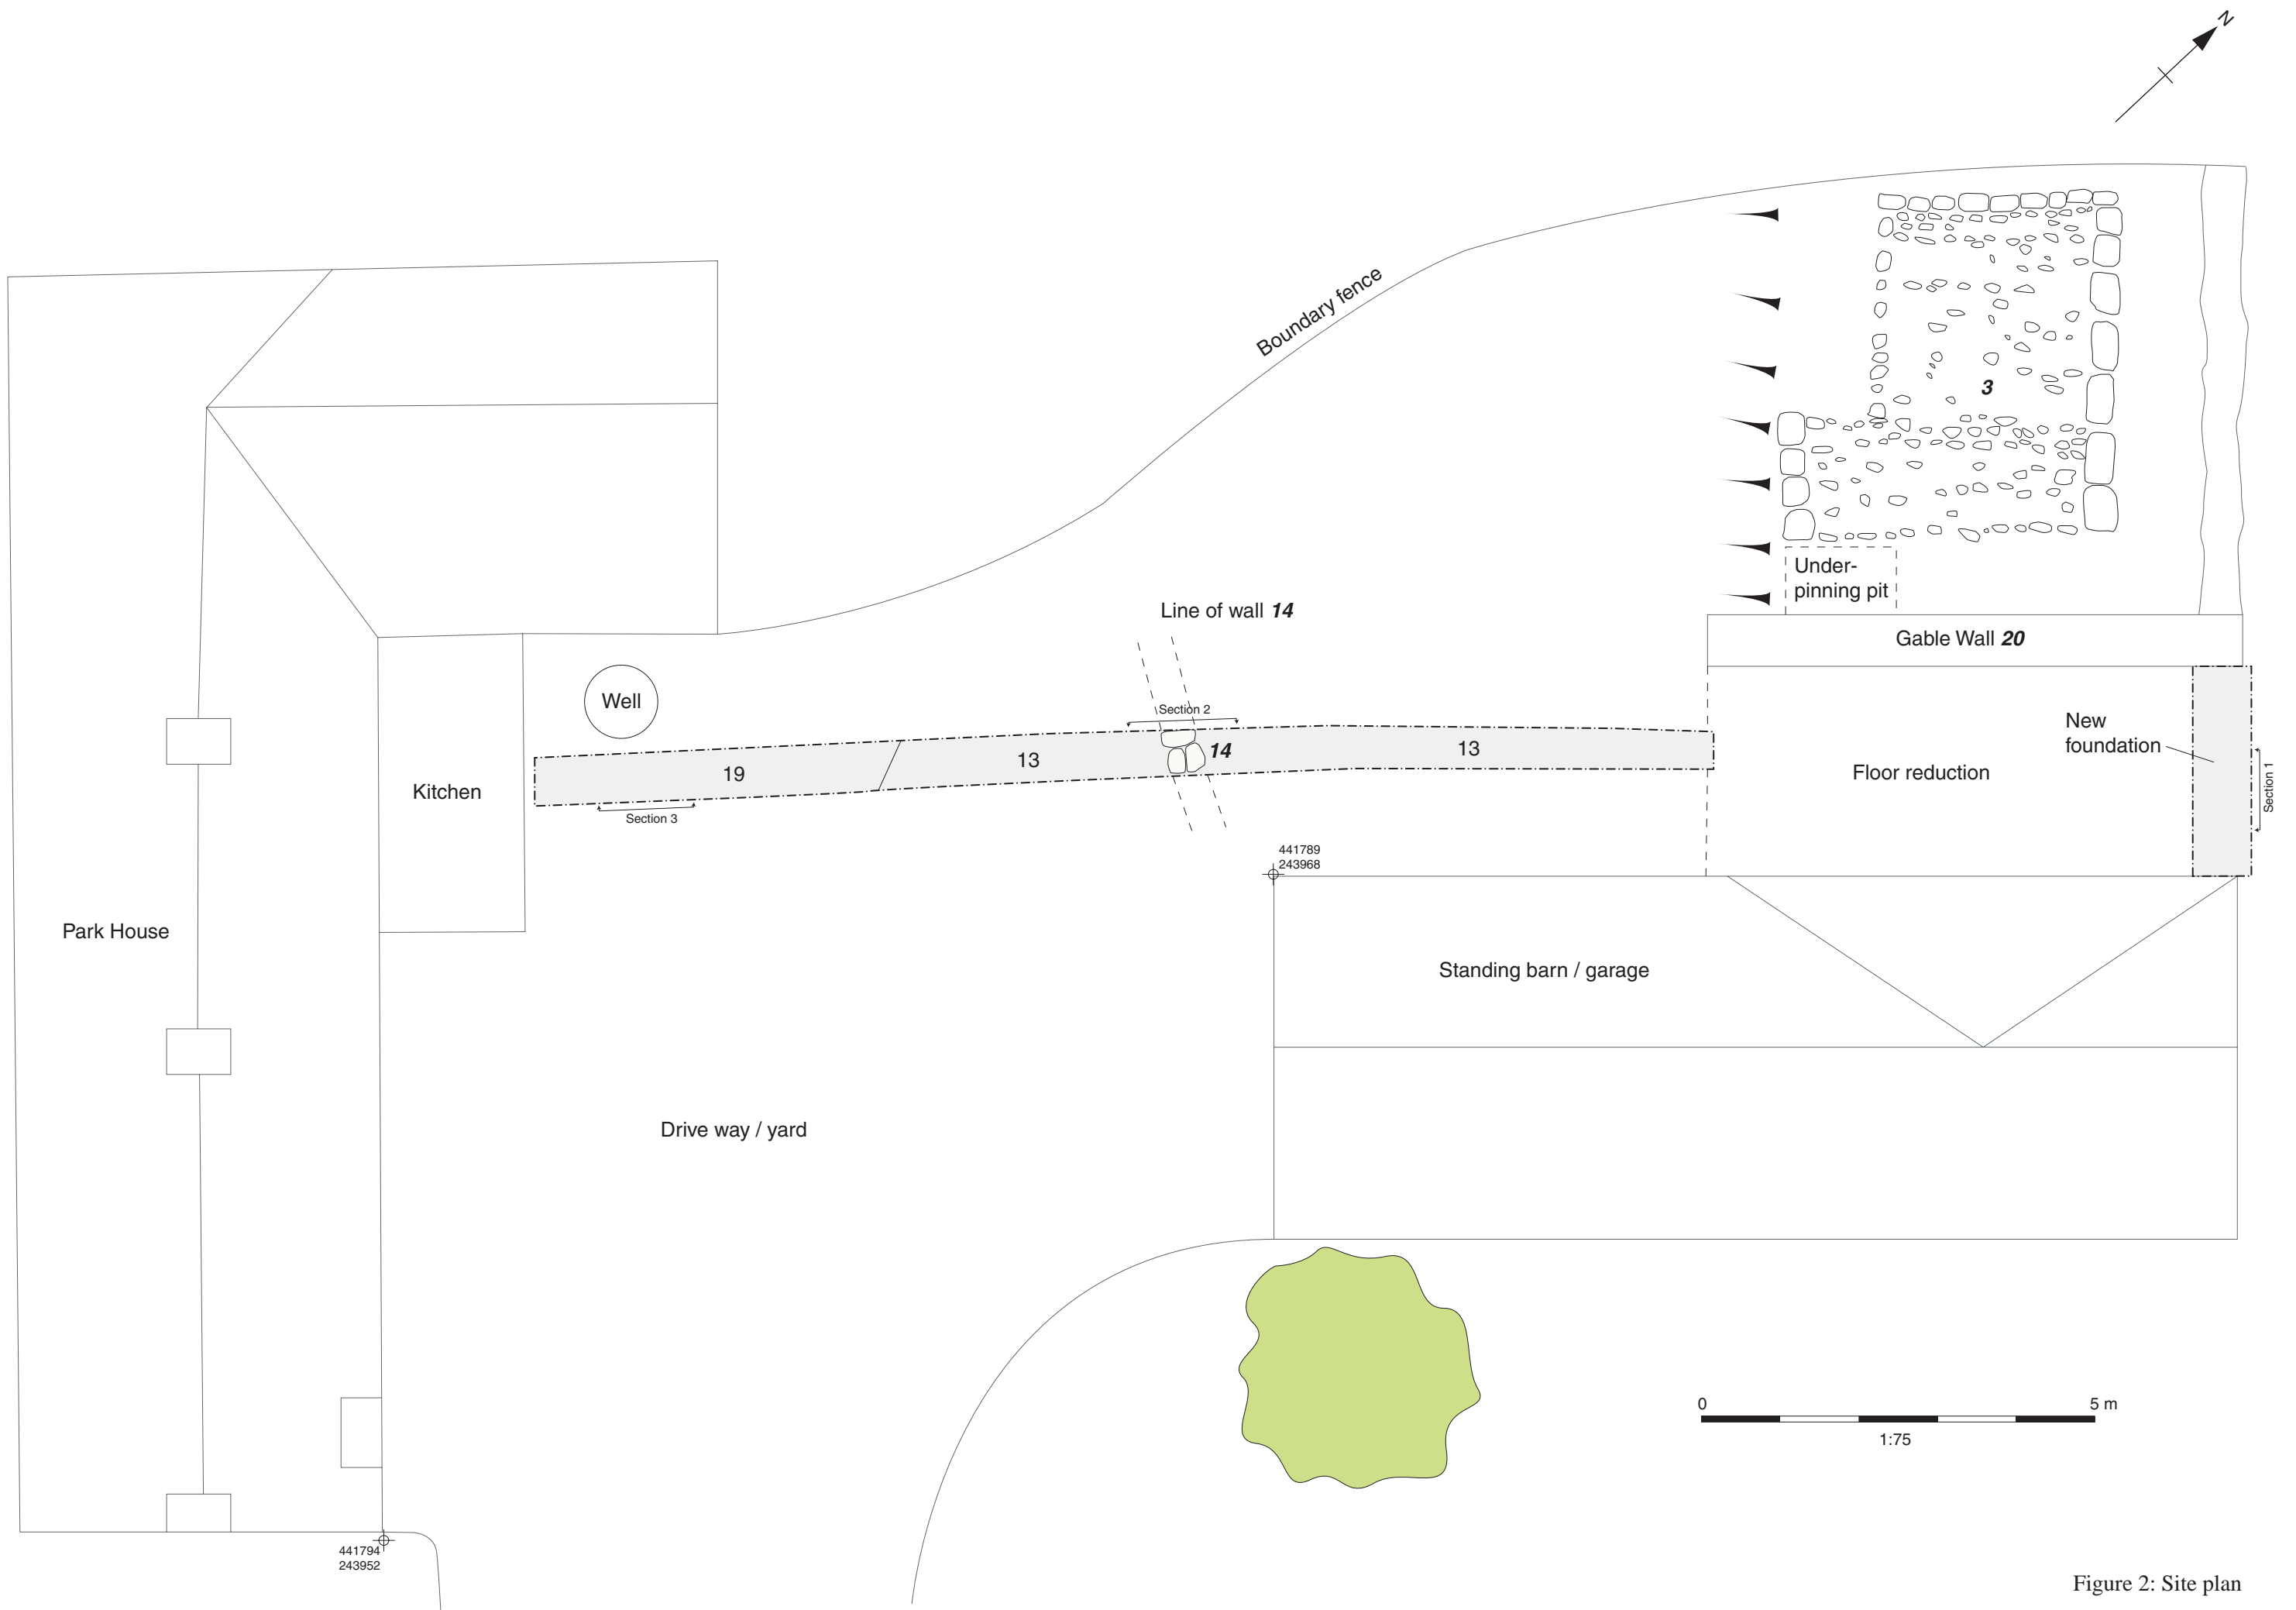 N
Boundary fence
3
Under-
pinning pit
Line of wall 14
Gable Wall 20
Well
Section 2
New
foundation
14
13
13
19
Floor reduction
Section 1
Kitchen
Section 3
441789
243968
Park House
Standing barn / garage
Drive way / yard
0
5 m
1:75
441794
243952
Figure 2: Site plan